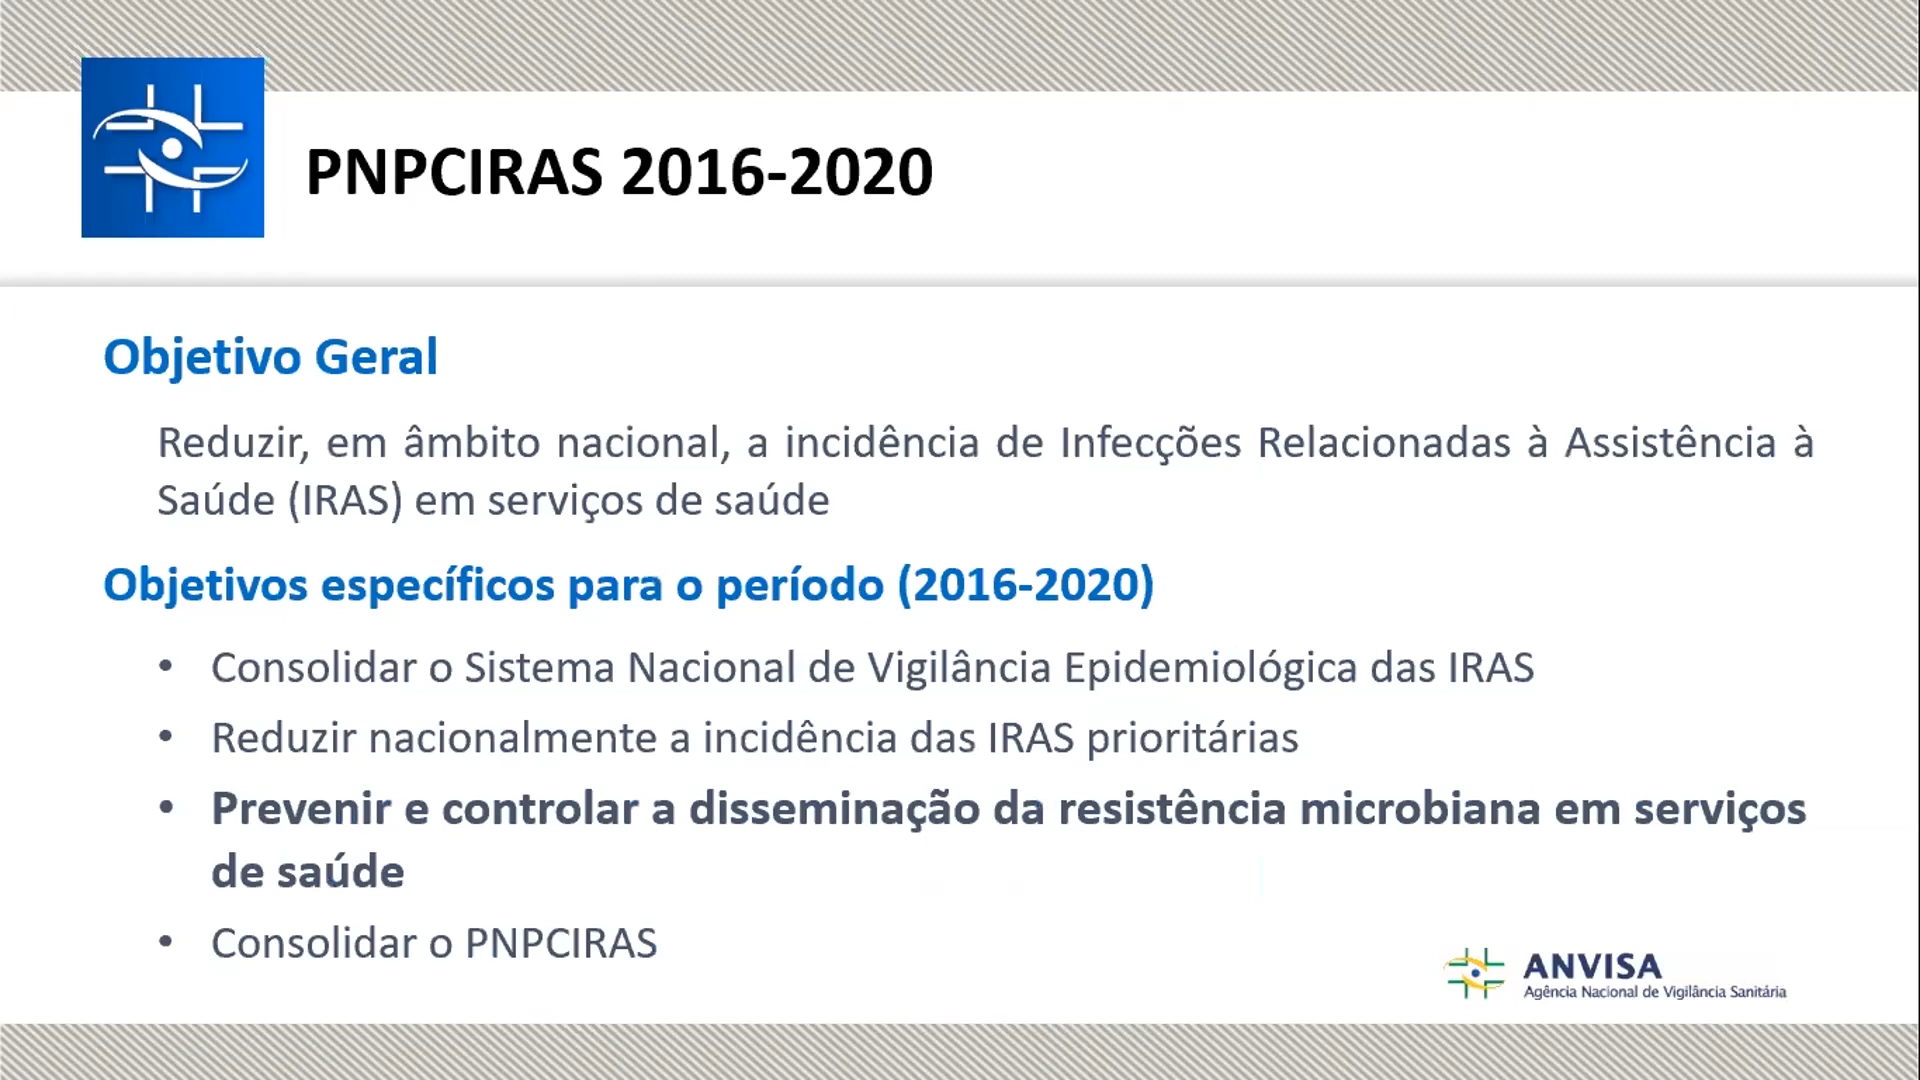 PNPCIRAS 2016-2020
Objetivo Geral
Reduzir, em âmbito nacional, a incidência de Infecções Relacionadas à Assistência à
Saúde (IRAS) em serviços de saúde
Objetivos específicos para o período (2016-2020)
• Consolidar o Sistema Nacional de Vigilância Epidemiológica das IRAS
• Reduzir nacionalmente a incidência das IRAS prioritárias
• Prevenir e controlar a disseminação da resistência microbiana em serviços
de saúde
• Consolidar o PNPCIRAS
ANVISA
Agência Nacional de Vigilância Sanitária